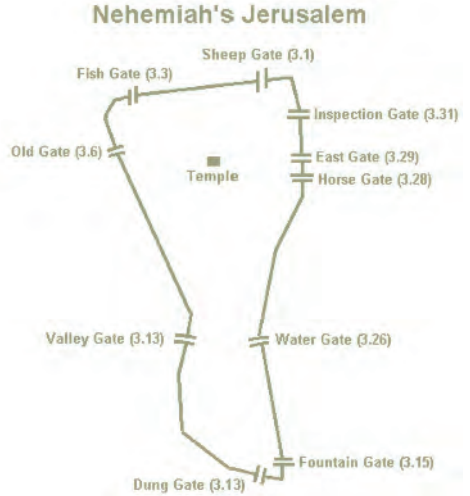 Nehemiah's Jerusalem
Sheep Gate (3.1)
Fish Gate (3.3)
Inspection Gate (3.31)
Old Gate (3.6)
East Gate (3.29)
Temple
Horse Gate (3.28)
Valley Gate (3.13)
Water Gate (3.26)
Fountain Gate (3.15)
Dung Gate (3.13)